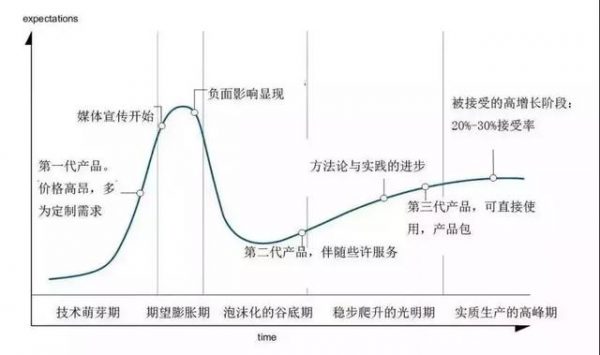 expectations
负面影响显现
媒体宣传开始
被接受的高增长阶段：
20%-30%接受率
第一代产品。
价格高昂，多
为定制需求
方法论与实践的进步
第三代产品，可直接使
用，产品包
第二代产品，伴随些许服务
技术萌芽期
期望膨胀期
泡沫化的谷底期
稳步爬升的光明期
实质生产的高峰期
time